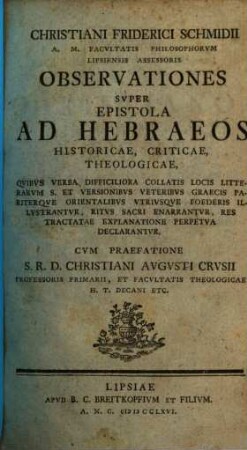 CHRISTIANI FRIDERICI SCHMIDII
A. M. FACVLTATIS PHILOSOPHORVM
LIPSIENSIS ASSESSORIS
OBSERVATIONES
SVPER
EPISTOLA
AD HEBRAEOS
HISTORICAE, CRITICAE,
THEOLOGICAE,
QVIBVS VERBA DIFFICILIORA COLLATIS LOCIS LITTE-
RARVM S. ET VERSIONIBVS VETERIBVS GRAECIS PA-
RITERQVE ORIENTALIBVS VTRIVSQVE FOEDERIS IL-
LVSTRANTVR, RITVS SACRI ENARRANTVR, RES
TRACTATAE EXPLANATIONE PERPETVA
DECLARANTVR.
CVM PRAEFATIONE
S. R. D. CHRISTIANI AVGVSTI CRVSII
PROFESSORIS PRIMARII, ET FACVLTATIS THEOLOGICAE
H. T. DECANI ETC.
LIPSIAE
APVD B. C. BREITKOPFIVM ET FILIVM.
A. N. C. CIƆIƆCCLXVI.